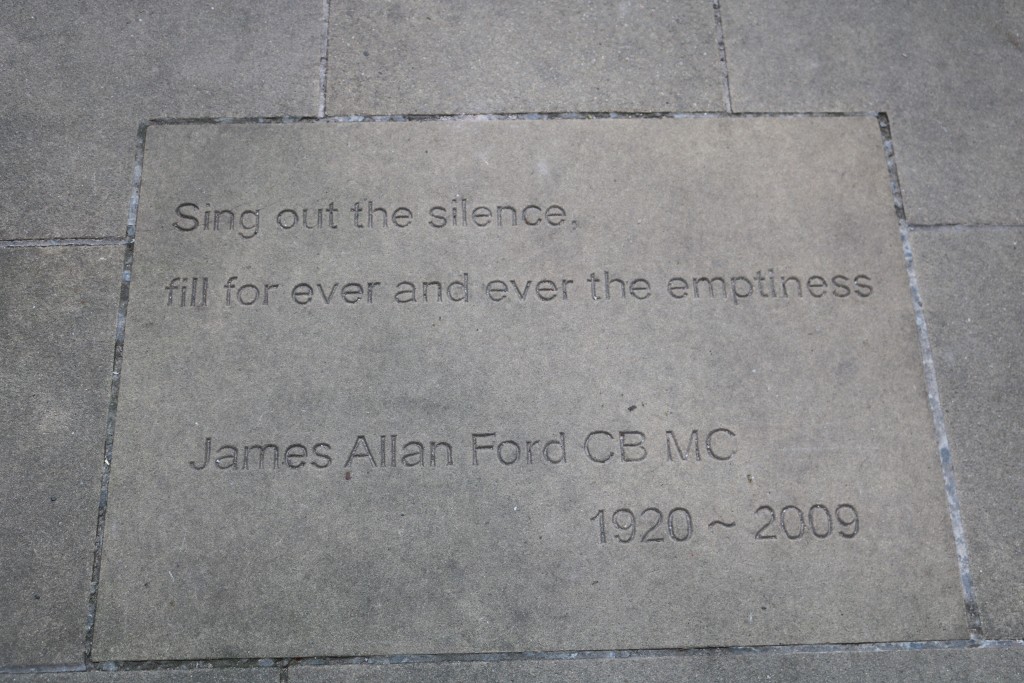 Sing out the silence,
fill for ever and ever the emptiness
James Allan Ford CB MC
1920 ~ 2009